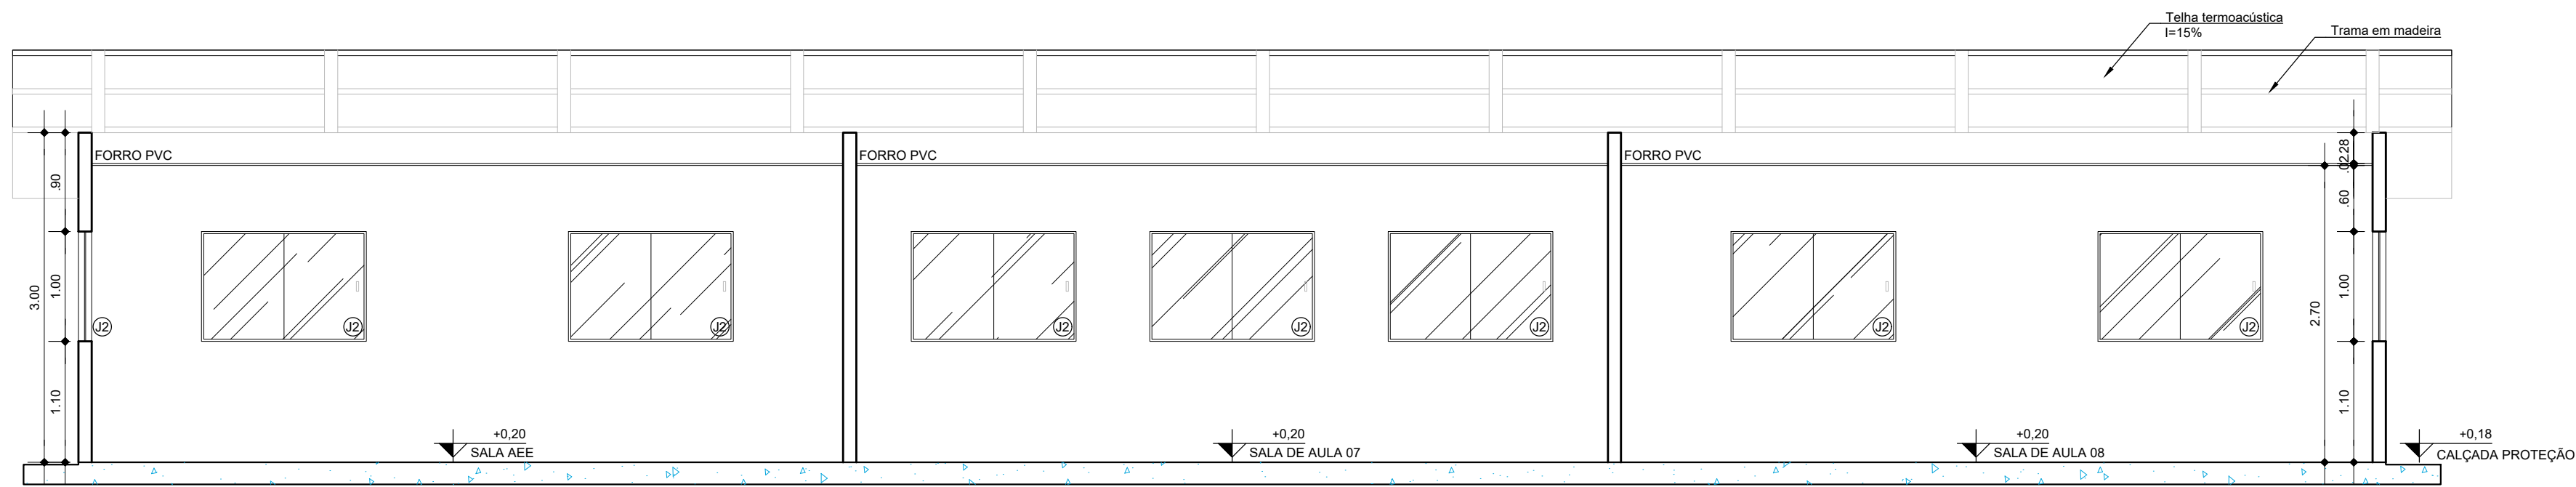 Telha termoacústica
I=15%
Trama em madeira
FORRO PVC
FORRO PVC
FORRO PVC
.90
1.00
3.00
1.10
.28
.02
.60
1.00
2.70
1.10
J2
J2
J2
J2
J2
J2
J2
J2
+0,20
SALA AEE
+0,20
SALA DE AULA 07
+0,20
SALA DE AULA 08
+0,18
CALÇADA PROTEÇÃO